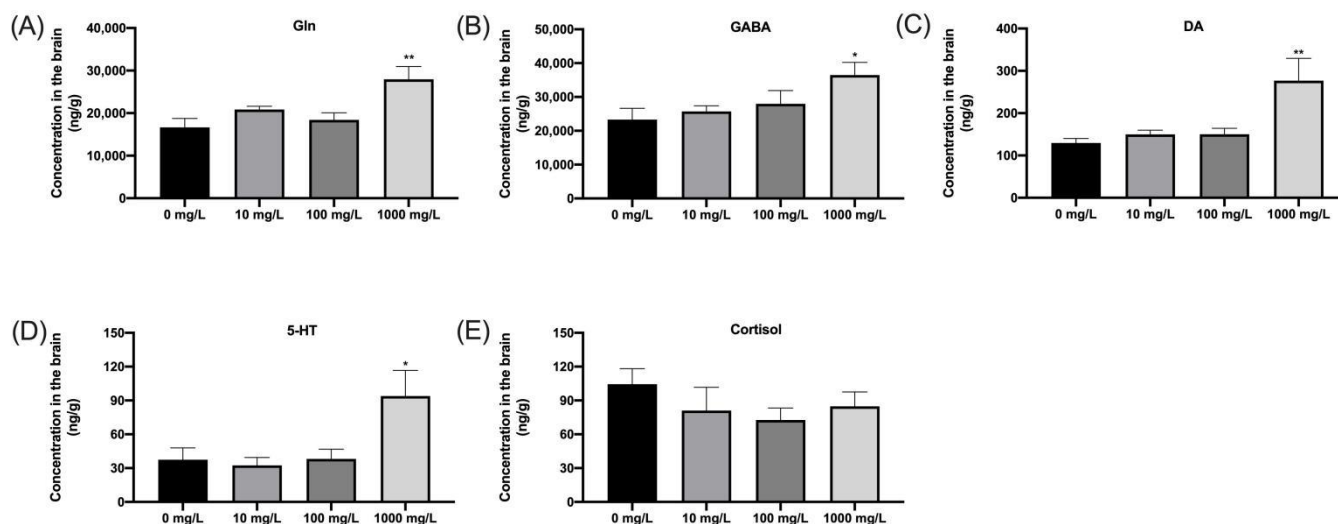 (A)
Gln
Concentration in the brain
(ng/g)
40,000
30,000
20,000
10,000
0
0 mg/L 10 mg/L 100 mg/L 1000 mg/L
**
(B)
GABA
Concentration in the brain
(ng/g)
50,000
40,000
30,000
20,000
10,000
0
0 mg/L 10 mg/L 100 mg/L 1000 mg/L
*
(C)
DA
Concentration in the brain
(ng/g)
400
300
200
100
0
0 mg/L 10 mg/L 100 mg/L 1000 mg/L
**
(D)
5-HT
Concentration in the brain
(ng/g)
150
120
90
60
30
0
0 mg/L 10 mg/L 100 mg/L 1000 mg/L
*
(E)
Cortisol
Concentration in the brain
(ng/g)
150
120
90
60
30
0
0 mg/L 10 mg/L 100 mg/L 1000 mg/L